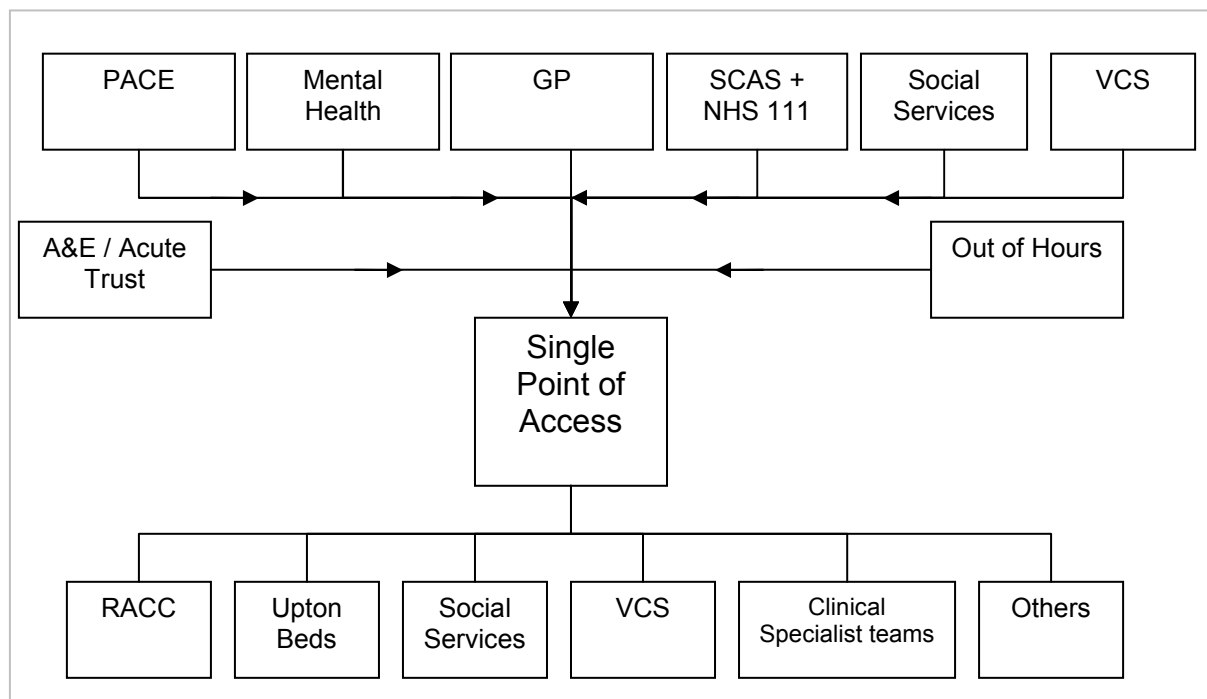 PACE
Mental
Health
GP
SCAS +
NHS 111
Social
Services
VCS
A&E / Acute
Trust
Out of Hours
Single
Point of
Access
RACC
Upton
Beds
Social
Services
VCS
Clinical
Specialist teams
Others